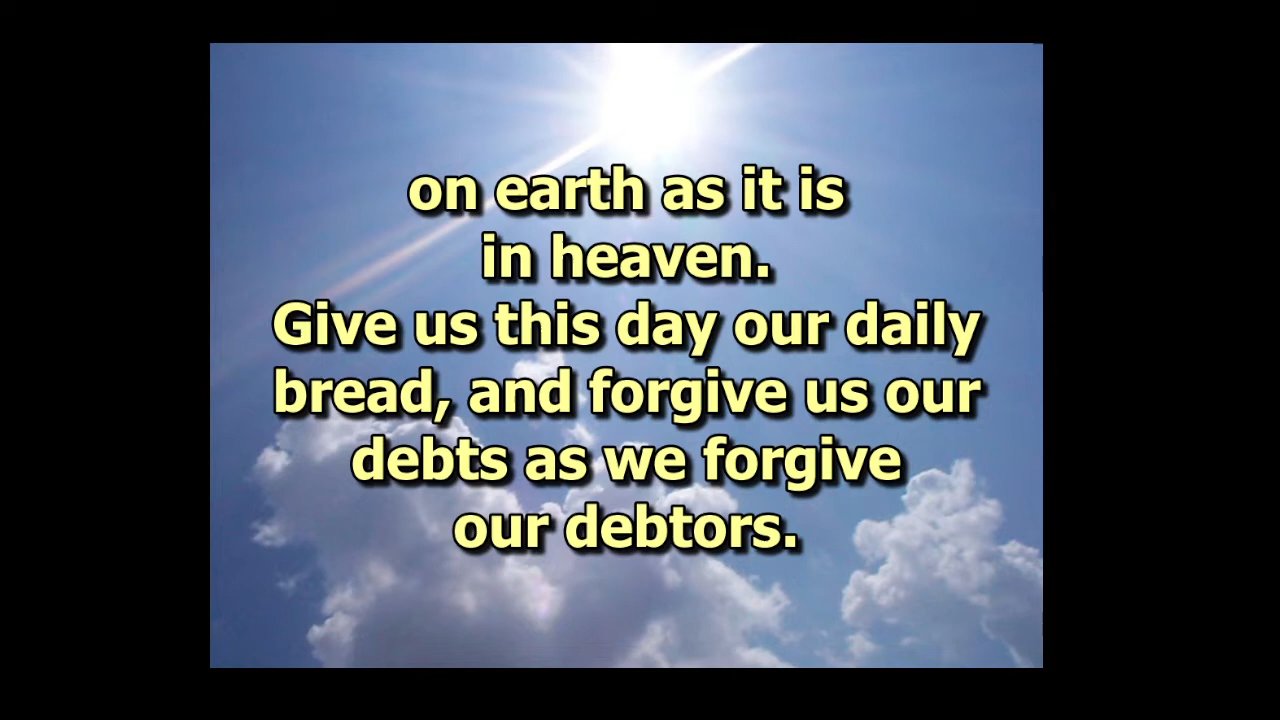 on earth as it is
in heaven.
Give us this day our daily
bread, and forgive us our
debts as we forgive
our debtors.